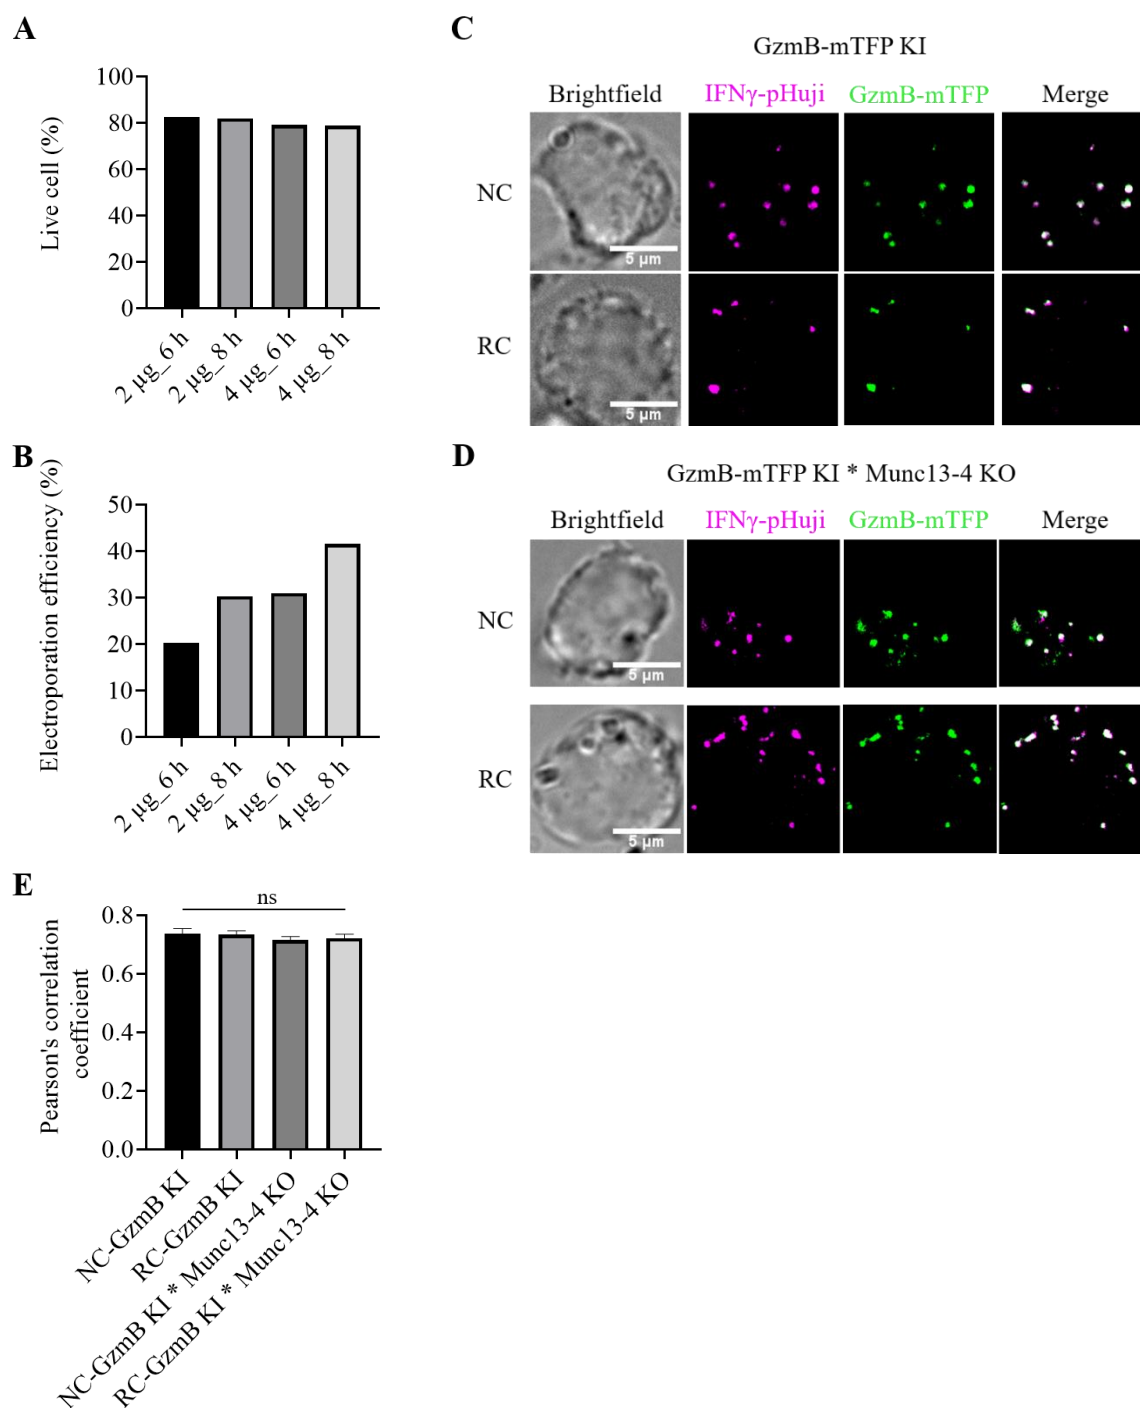 A
Live cell (%)
100
80
60
40
20
0
2 µg_6 h
2 µg_8 h
4 µg_6 h
4 µg_8 h
B
Electroporation efficiency (%)
50
40
30
20
10
0
2 µg_6 h
2 µg_8 h
4 µg_6 h
4 µg_8 h
C
GzmB-mTFP KI
Brightfield IFNγ-pHuji GzmB-mTFP Merge
NC
5 µm
RC
5 µm
D
GzmB-mTFP KI * Munc13-4 KO
Brightfield IFNγ-pHuji GzmB-mTFP Merge
NC
5 µm
RC
5 µm
E
Pearson's correlation
coefficient
ns
0.8
0.6
0.4
0.2
0.0
NC-GzmB KI
RC-GzmB KI
NC-GzmB KI * Munc13-4 KO
RC-GzmB KI * Munc13-4 KO